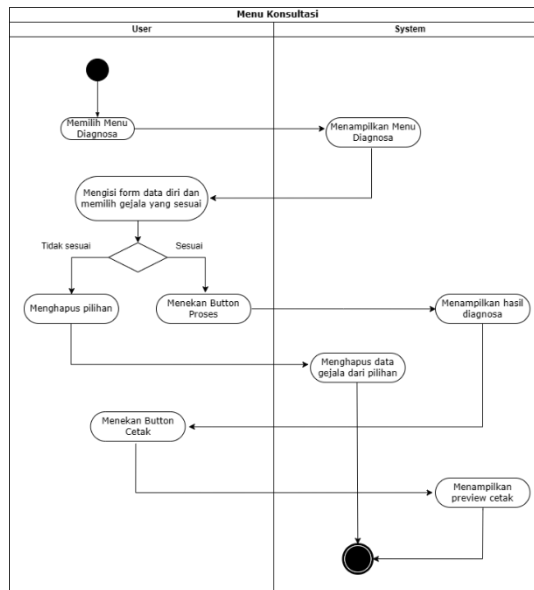 Menu Konsultasi
User
System
Memilih Menu
Diagnosa
Menampilkan Menu
Diagnosa
Mengisi form data diri dan
memilih gejala yang sesuai
Tidak sesuai
Sesuai
Menghapus pilihan
Menekan Button
Proses
Menampilkan hasil
diagnosa
Menghapus data
gejala dari pilihan
Menekan Button
Cetak
Menampilkan
preview cetak